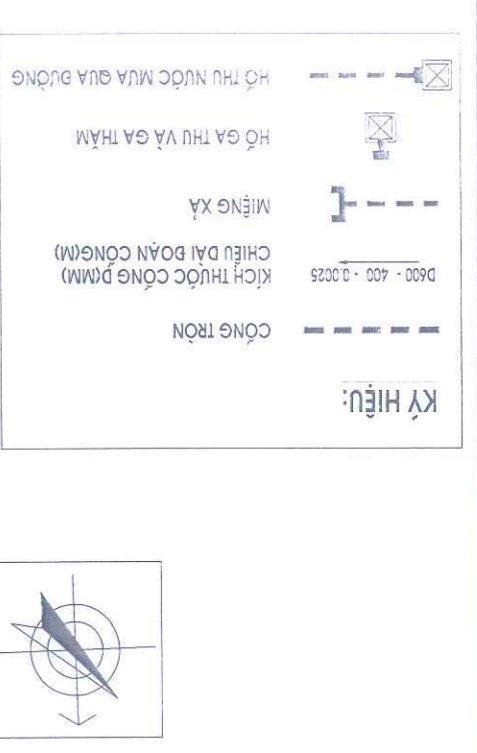 KÝ HIỆU:
CỐNG TRÒN
D600 - 400 - 0.0025
KÍCH THƯỚC CỐNG D(MM)
CHIỀU DÀI ĐOẠN CỐNG(M)
MIỆNG XẢ
HỐ GA THU VÀ GA THĂM
HỐ THU NƯỚC MƯA QUA ĐƯỜNG